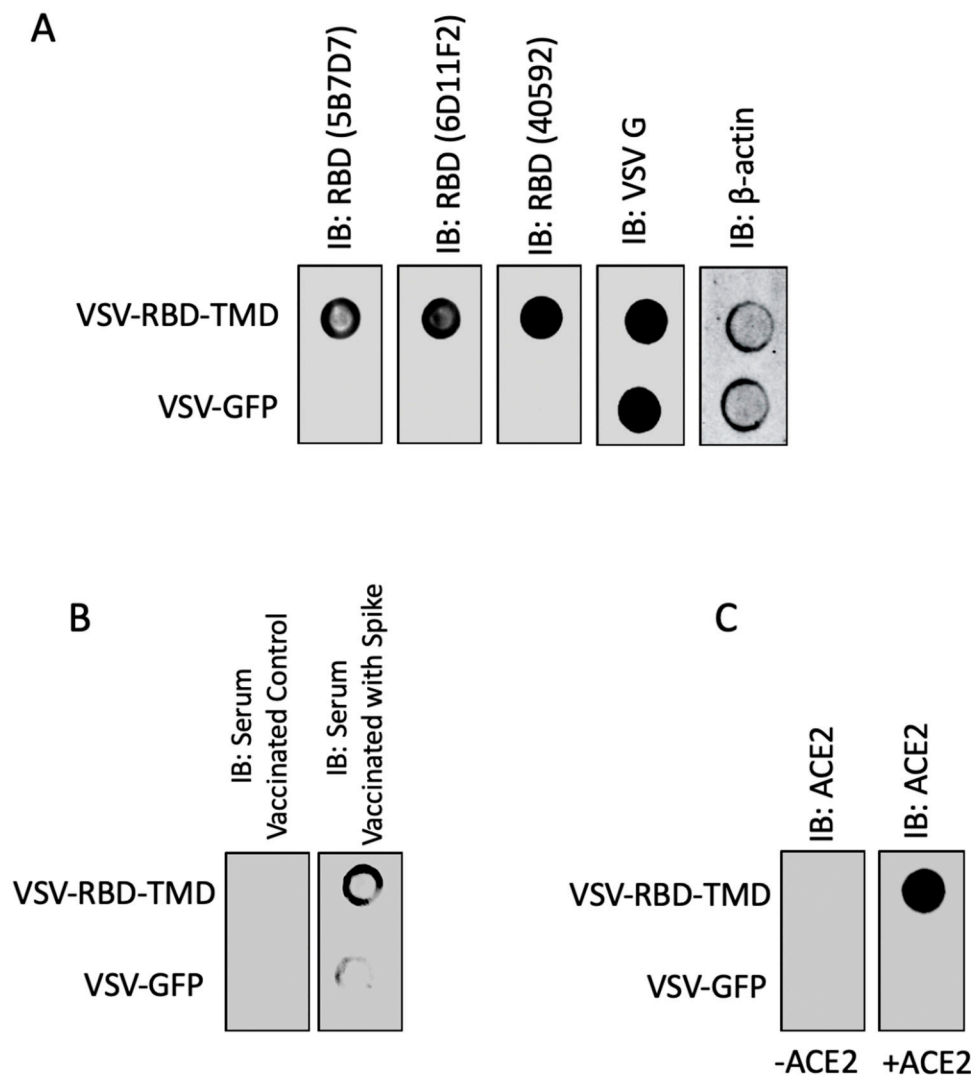 A
IB: RBD (5B7D7)
IB: RBD (6D11F2)
IB: RBD (40592)
IB: VSV G
IB: β-actin
VSV-RBD-TMD
VSV-GFP
B
IB: Serum
Vaccinated Control
IB: Serum
Vaccinated with Spike
VSV-RBD-TMD
VSV-GFP
C
IB: ACE2
IB: ACE2
VSV-RBD-TMD
VSV-GFP
-ACE2
+ACE2